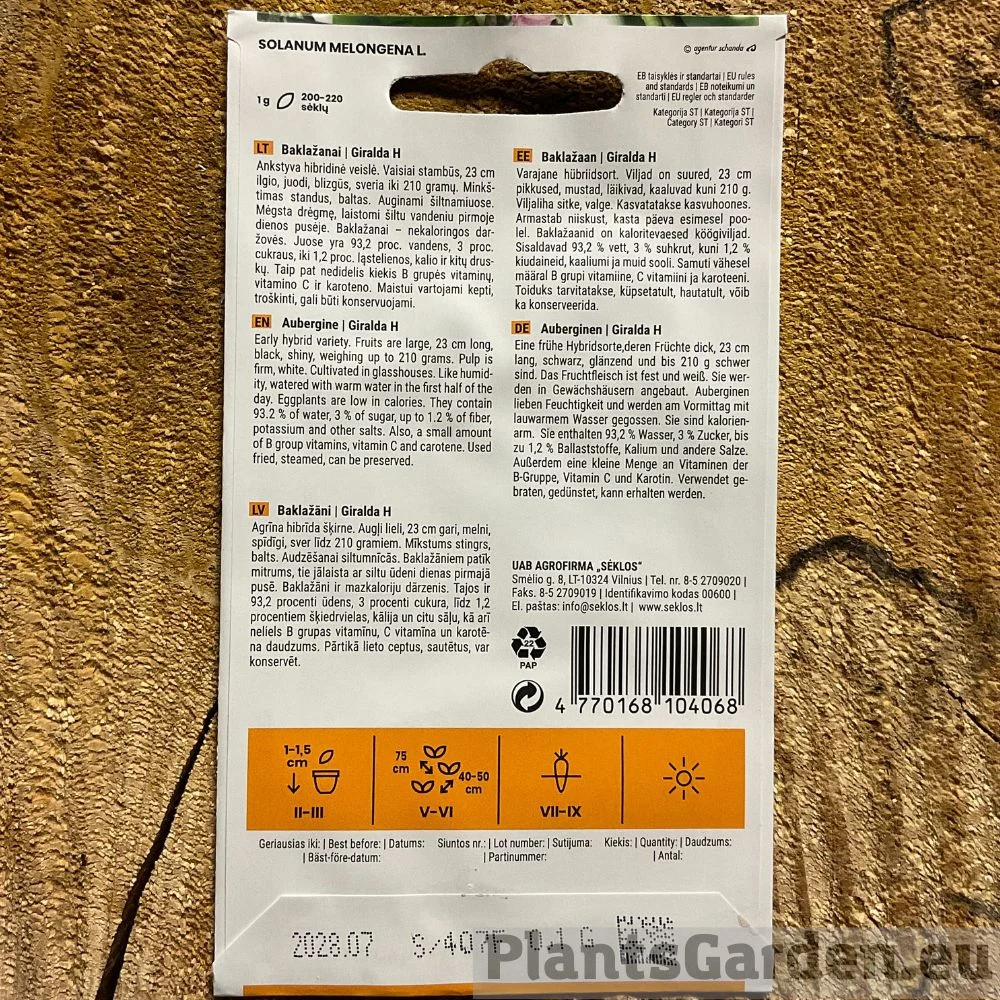 SOLANUM MELONGENA L.
© agentur schanda
1 g
200-220
sėklų
EB taisyklės ir standartai | EU rules
and standards | EB noteikumi un
standarti | EU regler och standarder
Kategorija ST | Kategorija ST |
Category ST | Kategori ST
LT Baklažanai | Giralda H
Ankstyva hibridinė veislė. Vaisiai stambūs, 23 cm
ilgio, juodi, blizgūs, sveria iki 210 gramų. Minkš-
timas standus, baltas. Auginami šiltnamiuose.
Mėgsta drėgmę, laistomi šiltu vandeniu pirmoje
dienos pusėje. Baklažanai – nekaloringos dar-
žovės. Juose yra 93,2 proc. vandens, 3 proc.
cukraus, iki 1,2 proc. ląstelienos, kalio ir kitų drus-
kų. Taip pat nedidelis kiekis B grupės vitaminų,
vitamino C ir karoteno. Maistui vartojami kepti,
troškinti, gali būti konservuojami.
EN Aubergine | Giralda H
Early hybrid variety. Fruits are large, 23 cm long,
black, shiny, weighing up to 210 grams. Pulp is
firm, white. Cultivated in glasshouses. Like humid-
ity, watered with warm water in the first half of the
day. Eggplants are low in calories. They contain
93.2 % of water, 3 % of sugar, up to 1.2 % of fiber,
potassium and other salts. Also, a small amount
of B group vitamins, vitamin C and carotene. Used
fried, steamed, can be preserved.
LV Baklažāni | Giralda H
Agrīna hibrīda šķirne. Augļi lieli, 23 cm gari, melni,
spīdīgi, sver līdz 210 gramiem. Mīkstums stingrs,
balts. Audzēšanai siltumnīcās. Baklažāniem patīk
mitrums, tie jālaista ar siltu ūdeni dienas pirmajā
pusē. Baklažāni ir mazkaloriju dārzenis. Tajos ir
93,2 procenti ūdens, 3 procenti cukura, līdz 1,2
procentiem šķiedrvielas, kālija un citu sāļu, kā arī
neliels B grupas vitamīnu, C vitamīna un karotē-
na daudzums. Pārtikā lieto ceptus, sautētus, var
konservēt.
EE Baklažaan | Giralda H
Varajane hübriidsort. Viljad on suured, 23 cm
pikkused, mustad, läikivad, kaaluvad kuni 210 g.
Viljaliha sitke, valge. Kasvatatakse kasvuhoones.
Armastab niiskust, kasta päeva esimesel poo-
lel. Baklažaanid on kaloritevaesed köögiviljad.
Sisaldavad 93,2 % vett, 3 % suhkrut, kuni 1,2 %
kiudaineid, kaaliumi ja muid sooli. Samuti vähesel
määral B grupi vitamiine, C vitamiini ja karoteeni.
Toiduks tarvitatakse, küpsetatult, hautatult, võib
ka konserveerida.
DE Auberginen | Giralda H
Eine frühe Hybridsorte,deren Früchte dick, 23 cm
lang, schwarz, glänzend und bis 210 g schwer
sind. Das Fruchtfleisch ist fest und weiß. Sie wer-
den in Gewächshäusern angebaut. Auberginen
lieben Feuchtigkeit und werden am Vormittag mit
lauwarmem Wasser gegossen. Sie sind kalorien-
arm. Sie enthalten 93,2 % Wasser, 3 % Zucker, bis
zu 1,2 % Ballaststoffe, Kalium und andere Salze.
Außerdem eine kleine Menge an Vitaminen der
B-Gruppe, Vitamin C und Karotin. Verwendet ge-
braten, gedünstet, kann erhalten werden.
UAB AGROFIRMA „SĖKLOS"
Smėlio g. 8, LT-10324 Vilnius | Tel. nr. 8-5 2709020 |
Faks. 8-5 2709019 | Identifikavimo kodas 00600 |
El. paštas: info@seklos.lt | www.seklos.lt
22
PAP
4 770168 104068
1-1,5
cm
II-III
75
cm
40-50
cm
V-VI
VII-IX
Geriausias iki: | Best before: | Datums:
| Bäst-före-datum:
Siuntos nr.: | Lot number: | Sutijuma:
| Partinummer:
Kiekis: | Quantity: | Daudzums:
| Antal:
2028.07
PlantsGarden.eu